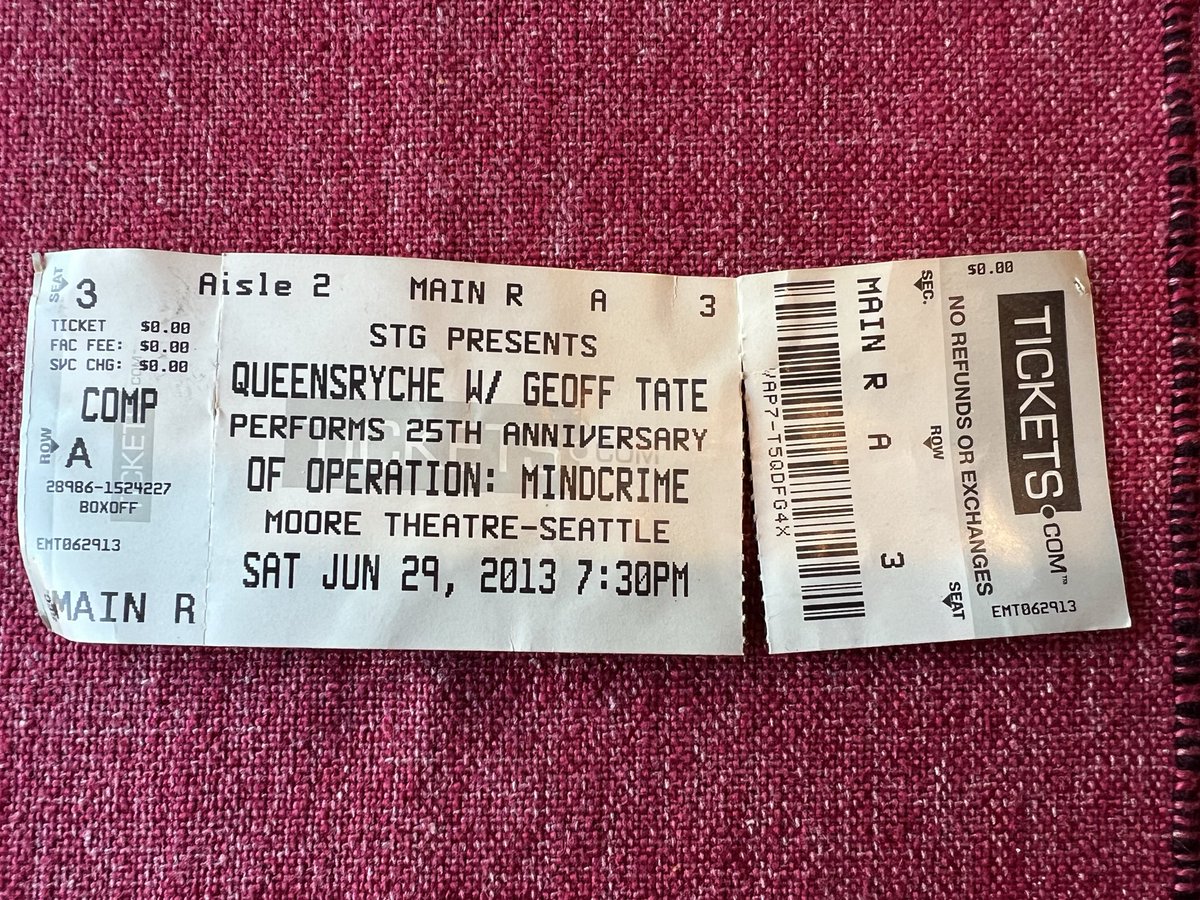 SEAT 3
TICKET $0.00
FAC FEE: $0.00
SVC CHG: $0.00
COMP
ROW A
28986-1524227
BOXOFF
EMT062913
MAIN R
Aisle 2 MAIN R A 3
STG PRESENTS
QUEENSRYCHE W/ GEOFF TATE
PERFORMS 25TH ANNIVERSARY
OF OPERATION: MINDCRIME
MOORE THEATRE-SEATTLE
SAT JUN 29, 2013 7:30PM
YAP7-T5QDFG4X
MAIN R A 3
SEC. ROW SEAT
NO REFUNDS OR EXCHANGES
$0.00
TICKETS.COM™
EMT062913